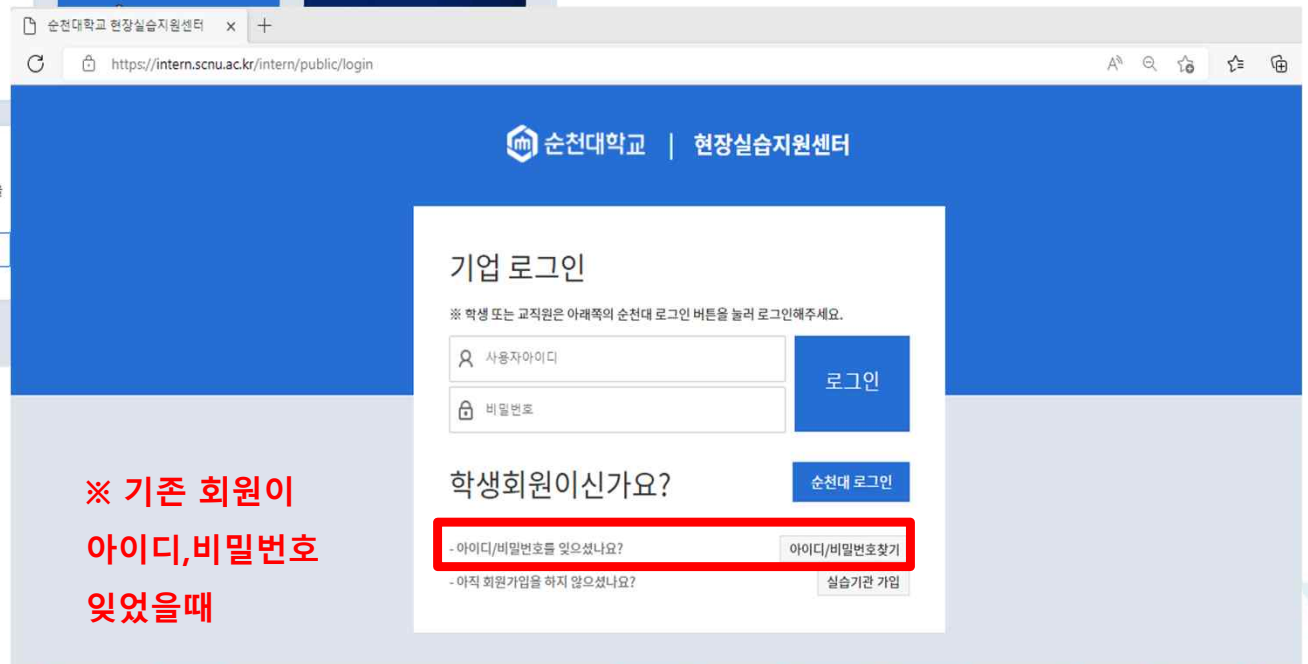 순천대학교 현장실습지원센터
https://intern.scnu.ac.kr/intern/public/login
순천대학교 | 현장실습지원센터
기업 로그인
※ 학생 또는 교직원은 아래쪽의 순천대 로그인 버튼을 눌러 로그인해주세요.
사용자아이디
로그인
비밀번호
학생회원이신가요?
순천대 로그인
- 아이디/비밀번호를 잊으셨나요?
아이디/비밀번호찾기
- 아직 회원가입을 하지 않으셨나요?
실습기관 가입
※ 기존 회원이
아이디,비밀번호
잊었을때